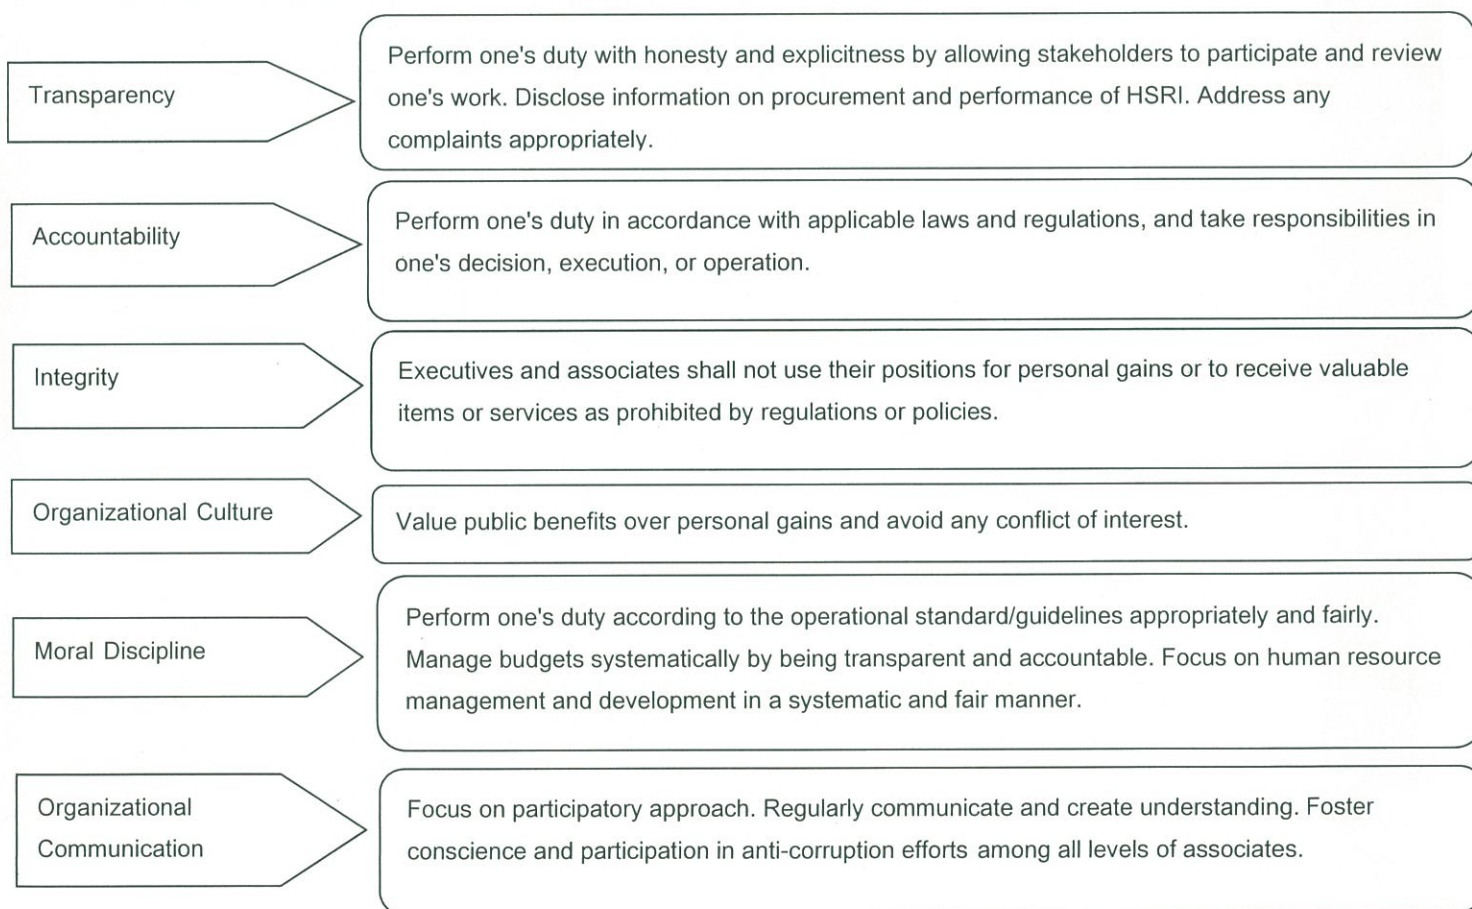 Transparency
Perform one's duty with honesty and explicitness by allowing stakeholders to participate and review
one's work. Disclose information on procurement and performance of HSRI. Address any
complaints appropriately.
Accountability
Perform one's duty in accordance with applicable laws and regulations, and take responsibilities in
one's decision, execution, or operation.
Integrity
Executives and associates shall not use their positions for personal gains or to receive valuable
items or services as prohibited by regulations or policies.
Organizational Culture
Value public benefits over personal gains and avoid any conflict of interest.
Moral Discipline
Perform one's duty according to the operational standard/guidelines appropriately and fairly.
Manage budgets systematically by being transparent and accountable. Focus on human resource
management and development in a systematic and fair manner.
Organizational
Communication
Focus on participatory approach. Regularly communicate and create understanding. Foster
conscience and participation in anti-corruption efforts among all levels of associates.